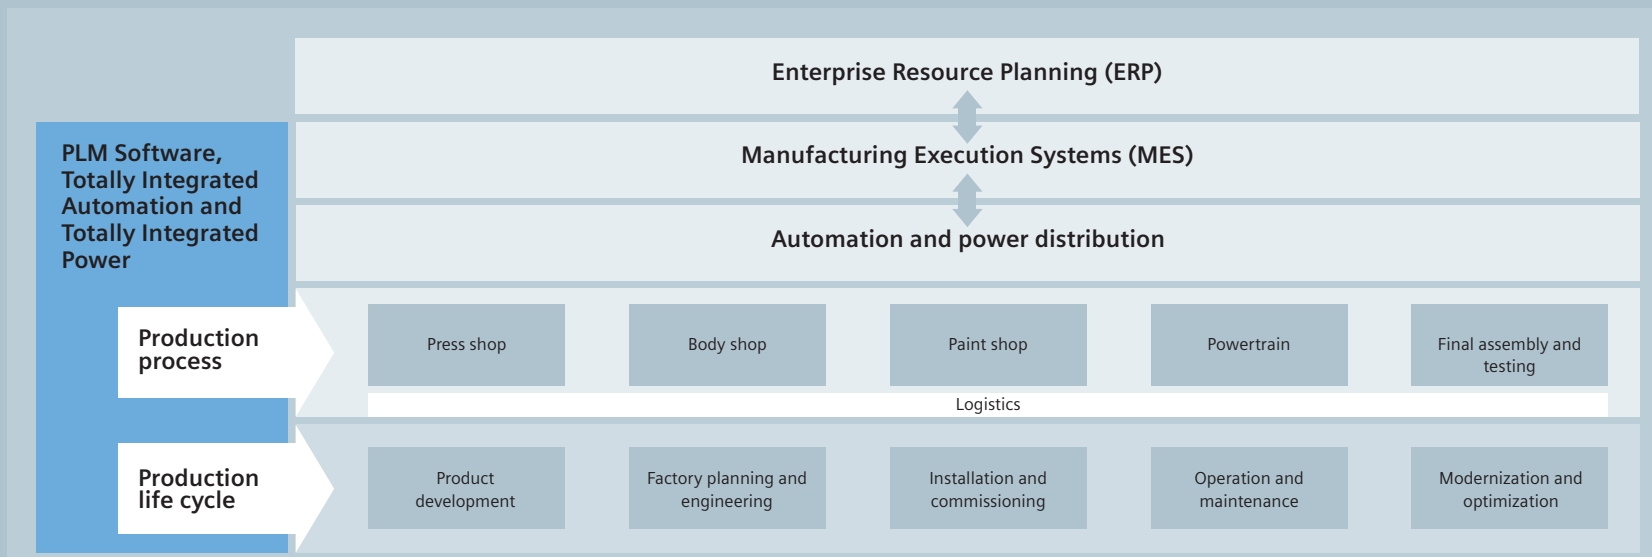 Enterprise Resource Planning (ERP)
PLM Software,
Totally Integrated
Automation and
Totally Integrated
Power
Manufacturing Execution Systems (MES)
Automation and power distribution
Production
process
Press shop
Body shop
Paint shop
Powertrain
Final assembly and
testing
Logistics
Production
life cycle
Product
development
Factory planning and
engineering
Installation and
commissioning
Operation and
maintenance
Modernization and
optimization